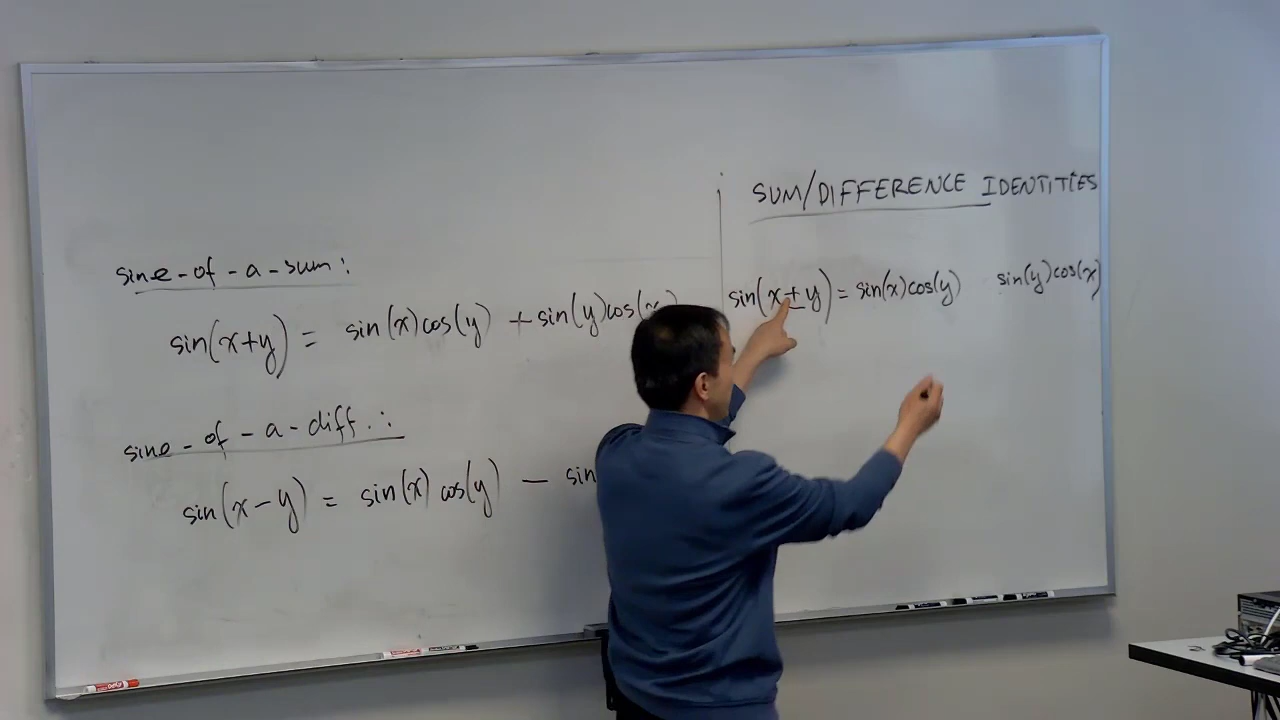 sine-of-a-sum:
sin(x+y) = sin(x)cos(y) + sin(y)cos(x)
sine-of-a-diff.:
sin(x-y) = sin(x) cos(y) - sin
SUM/DIFFERENCE IDENTITIES
sin(x±y) = sin(x)cos(y) sin(y)cos(x)